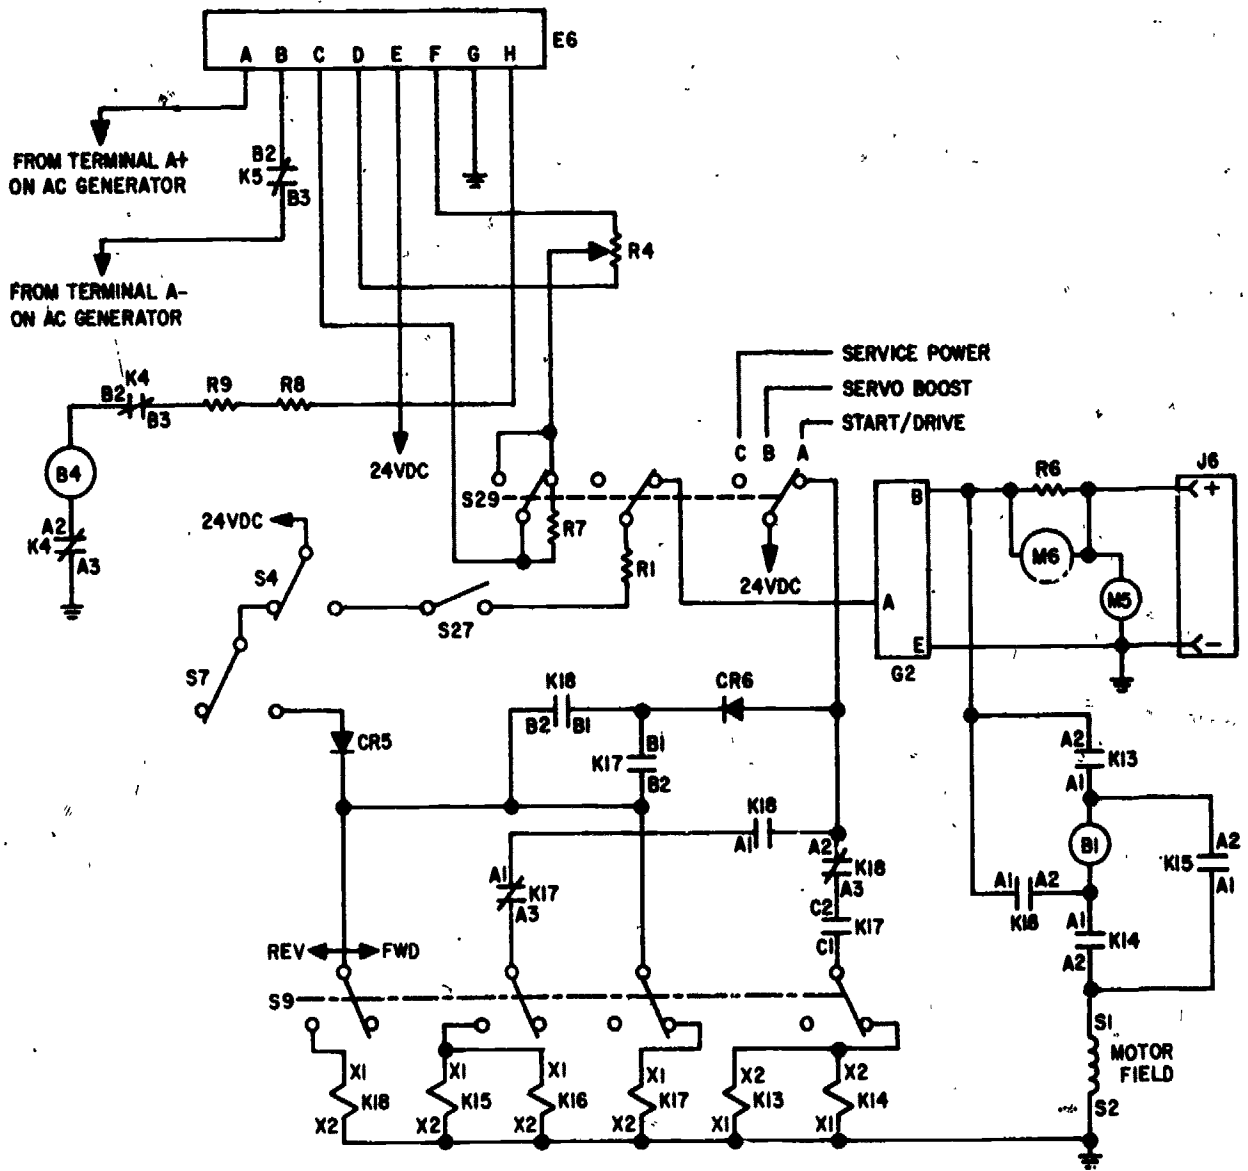 E6
A B C D E F G H
FROM TERMINAL A+
ON AC GENERATOR
B2
K5
B3
R4
FROM TERMINAL A-
ON AC GENERATOR
SERVICE POWER
SERVO BOOST
START/DRIVE
K4
B2
B3
R9
R8
24VDC
C B A
B4
S29
R7
R1
24VDC
B
R6
J6
+
M6
M5
A
E
-
G2
A2
K4
A3
24VDC
S4
S27
S7
K18
B2 B1
CR6
CR5
B1
K17
B2
A2
K13
A1
K18
A1
A2
K18
A3
B1
A2
K15
A1
A1
K17
A3
C2
K17
C1
A1 A2
K16
A1
K14
A2
REV
FWD
S9
S1
MOTOR
FIELD
S2
X1 X1 X1 X1 X2 X2
K18 K15 K16 K17 K13 K14
X2 X2 X2 X2 X1 X1